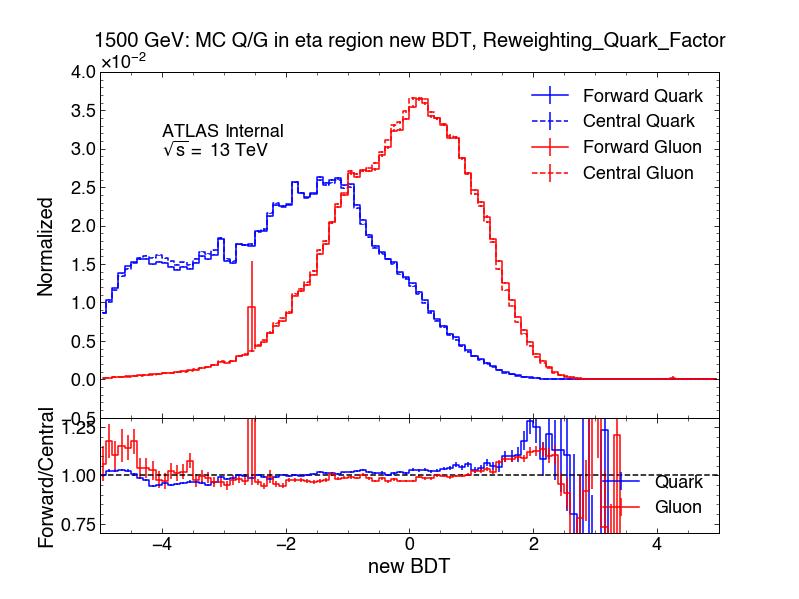 1500 GeV: MC Q/G in eta region new BDT, Reweighting_Quark_Factor
×10⁻²
4.0
3.5
3.0
2.5
2.0
1.5
1.0
0.5
0.0
−0.5
Normalized
ATLAS Internal
√s = 13 TeV
Forward Quark
Central Quark
Forward Gluon
Central Gluon
1.25
1.00
0.75
Forward/Central
Quark
Gluon
−4 −2 0 2 4
new BDT